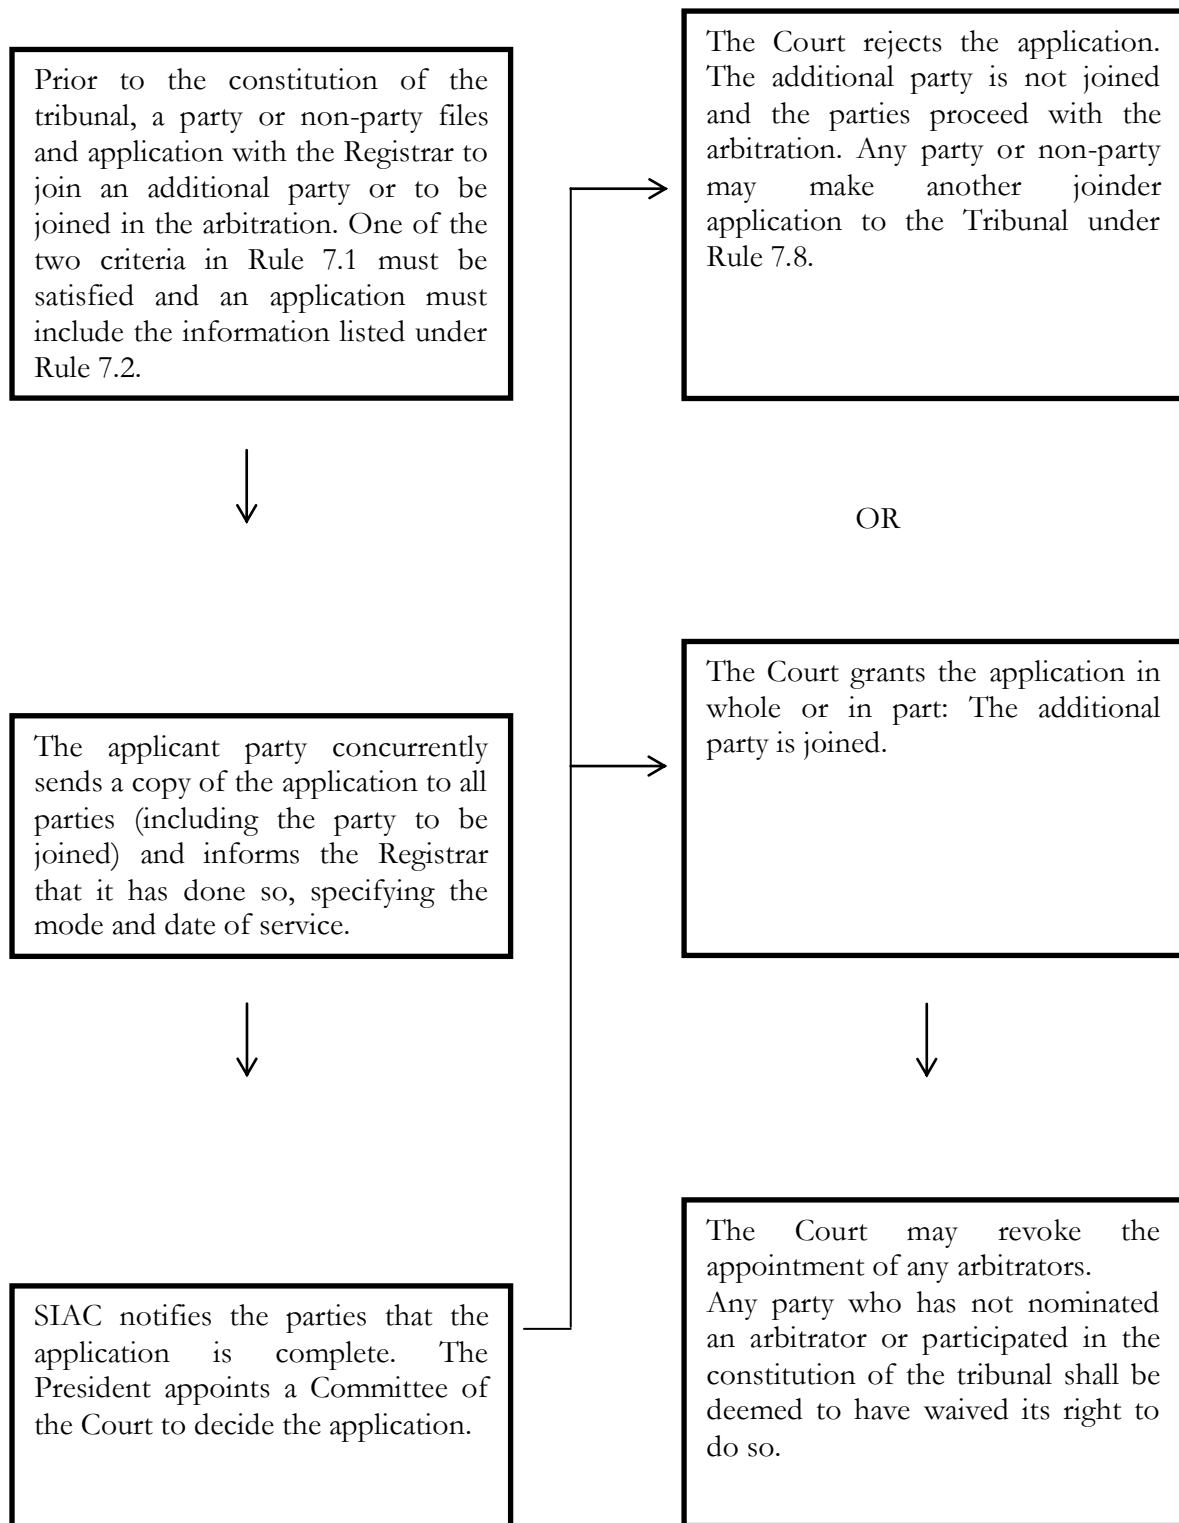 Prior to the constitution of the
tribunal, a party or non-party files
and application with the Registrar to
join an additional party or to be
joined in the arbitration. One of the
two criteria in Rule 7.1 must be
satisfied and an application must
include the information listed under
Rule 7.2.
The applicant party concurrently
sends a copy of the application to all
parties (including the party to be
joined) and informs the Registrar
that it has done so, specifying the
mode and date of service.
SIAC notifies the parties that the
application is complete. The
President appoints a Committee of
the Court to decide the application.
The Court rejects the application.
The additional party is not joined
and the parties proceed with the
arbitration. Any party or non-party
may make another joinder
application to the Tribunal under
Rule 7.8.
OR
The Court grants the application in
whole or in part: The additional
party is joined.
The Court may revoke the
appointment of any arbitrators.
Any party who has not nominated
an arbitrator or participated in the
constitution of the tribunal shall be
deemed to have waived its right to
do so.